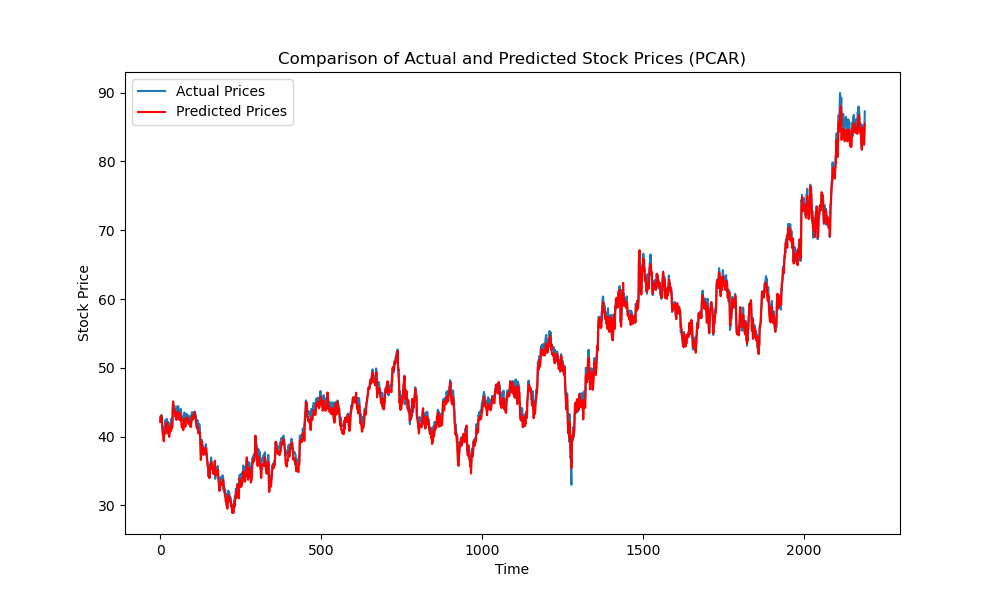 Comparison of Actual and Predicted Stock Prices (PCAR)
Actual Prices
Predicted Prices
90
80
70
60
50
40
30
Stock Price
0 500 1000 1500 2000
Time